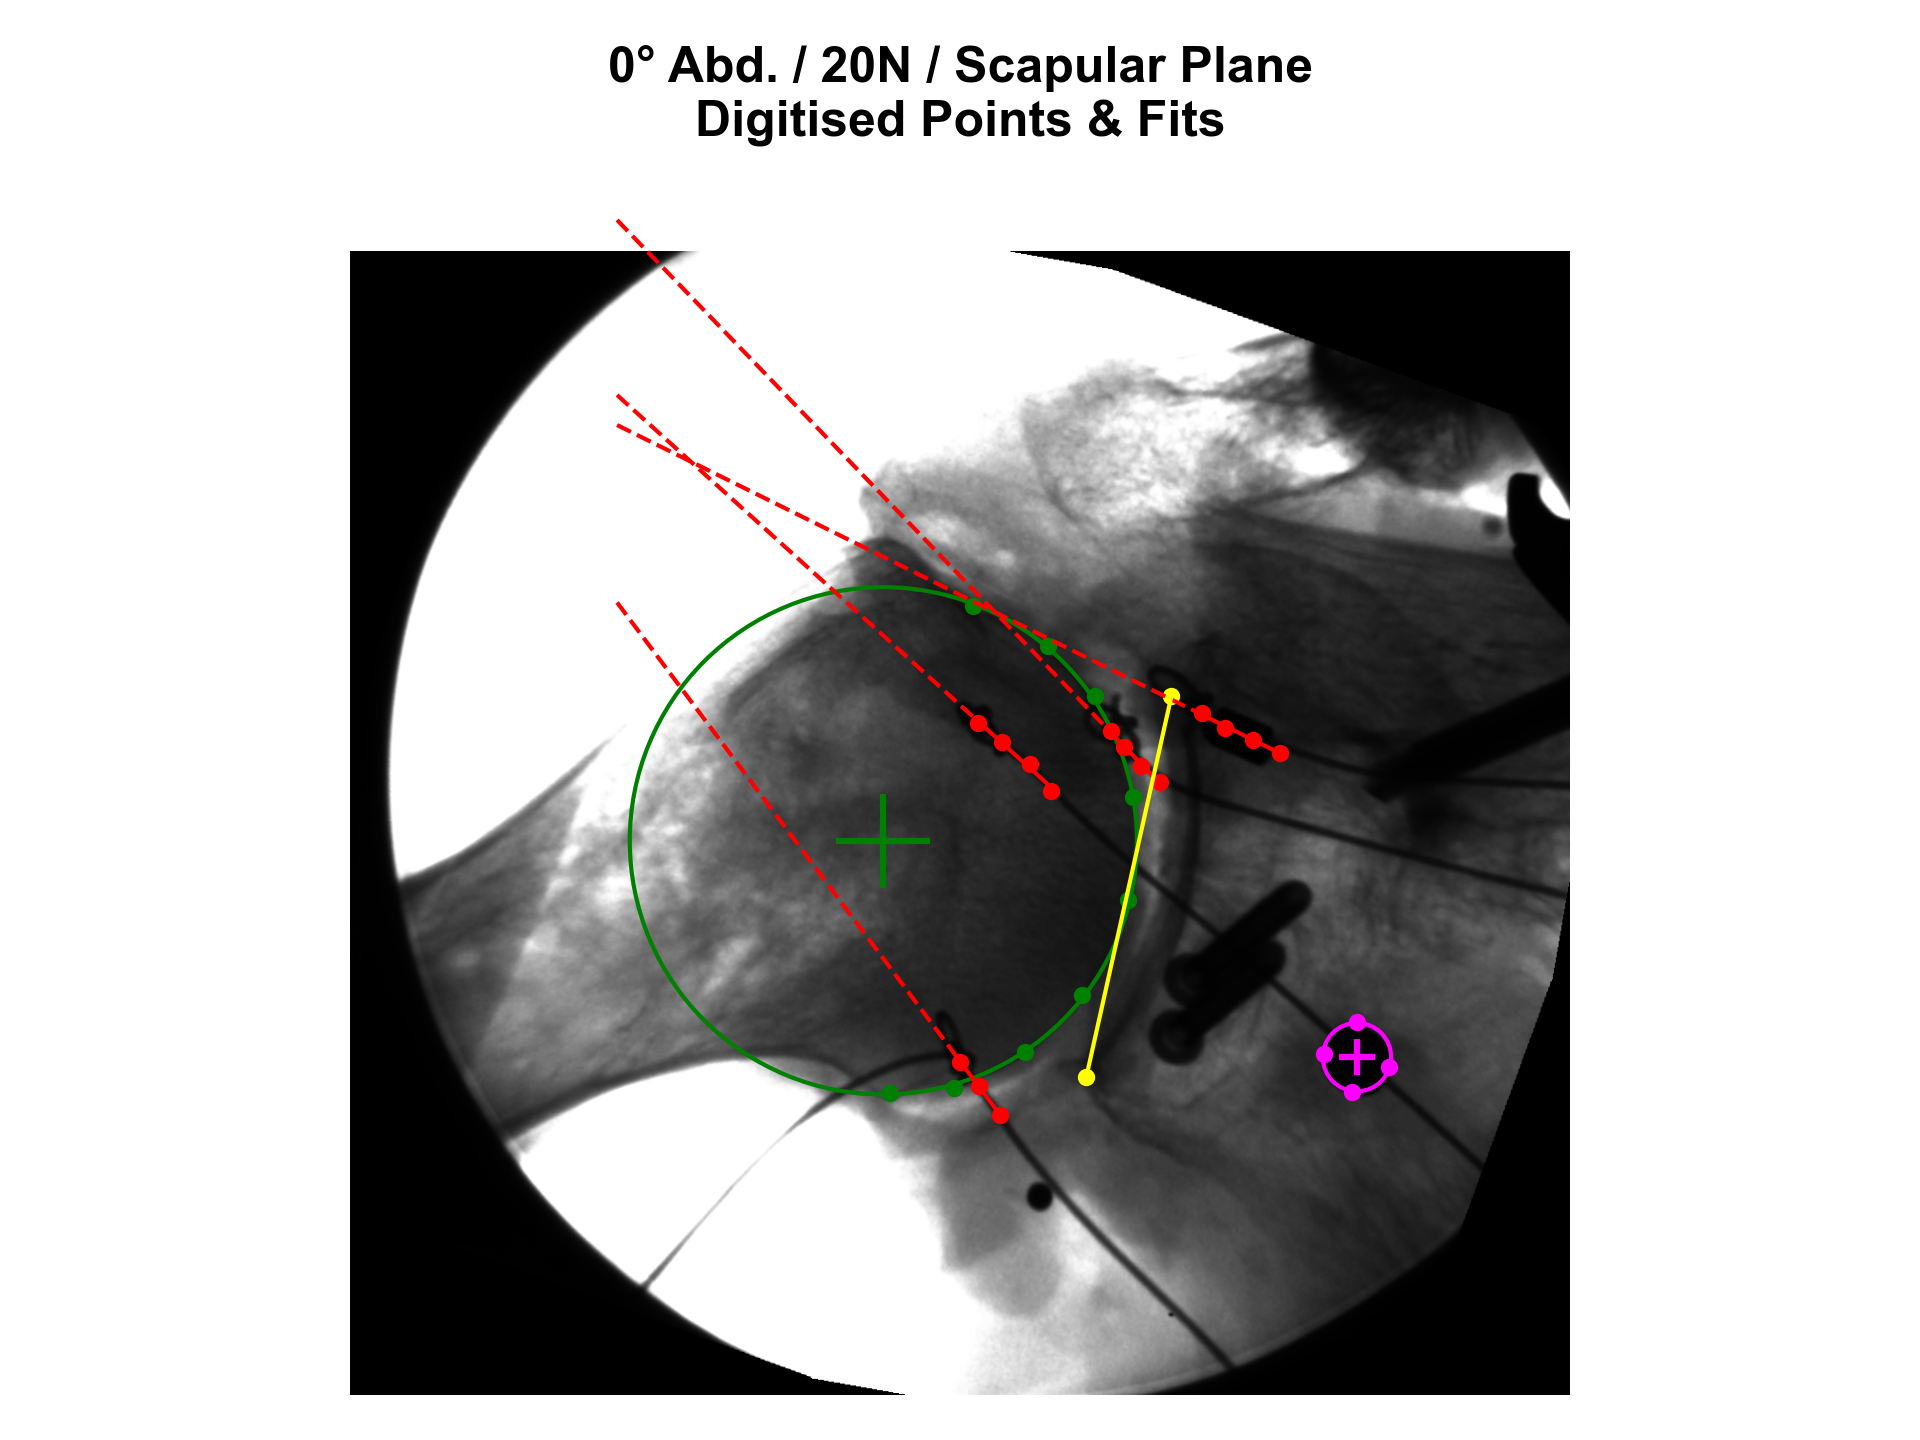 0° Abd. / 20N / Scapular Plane
Digitised Points & Fits